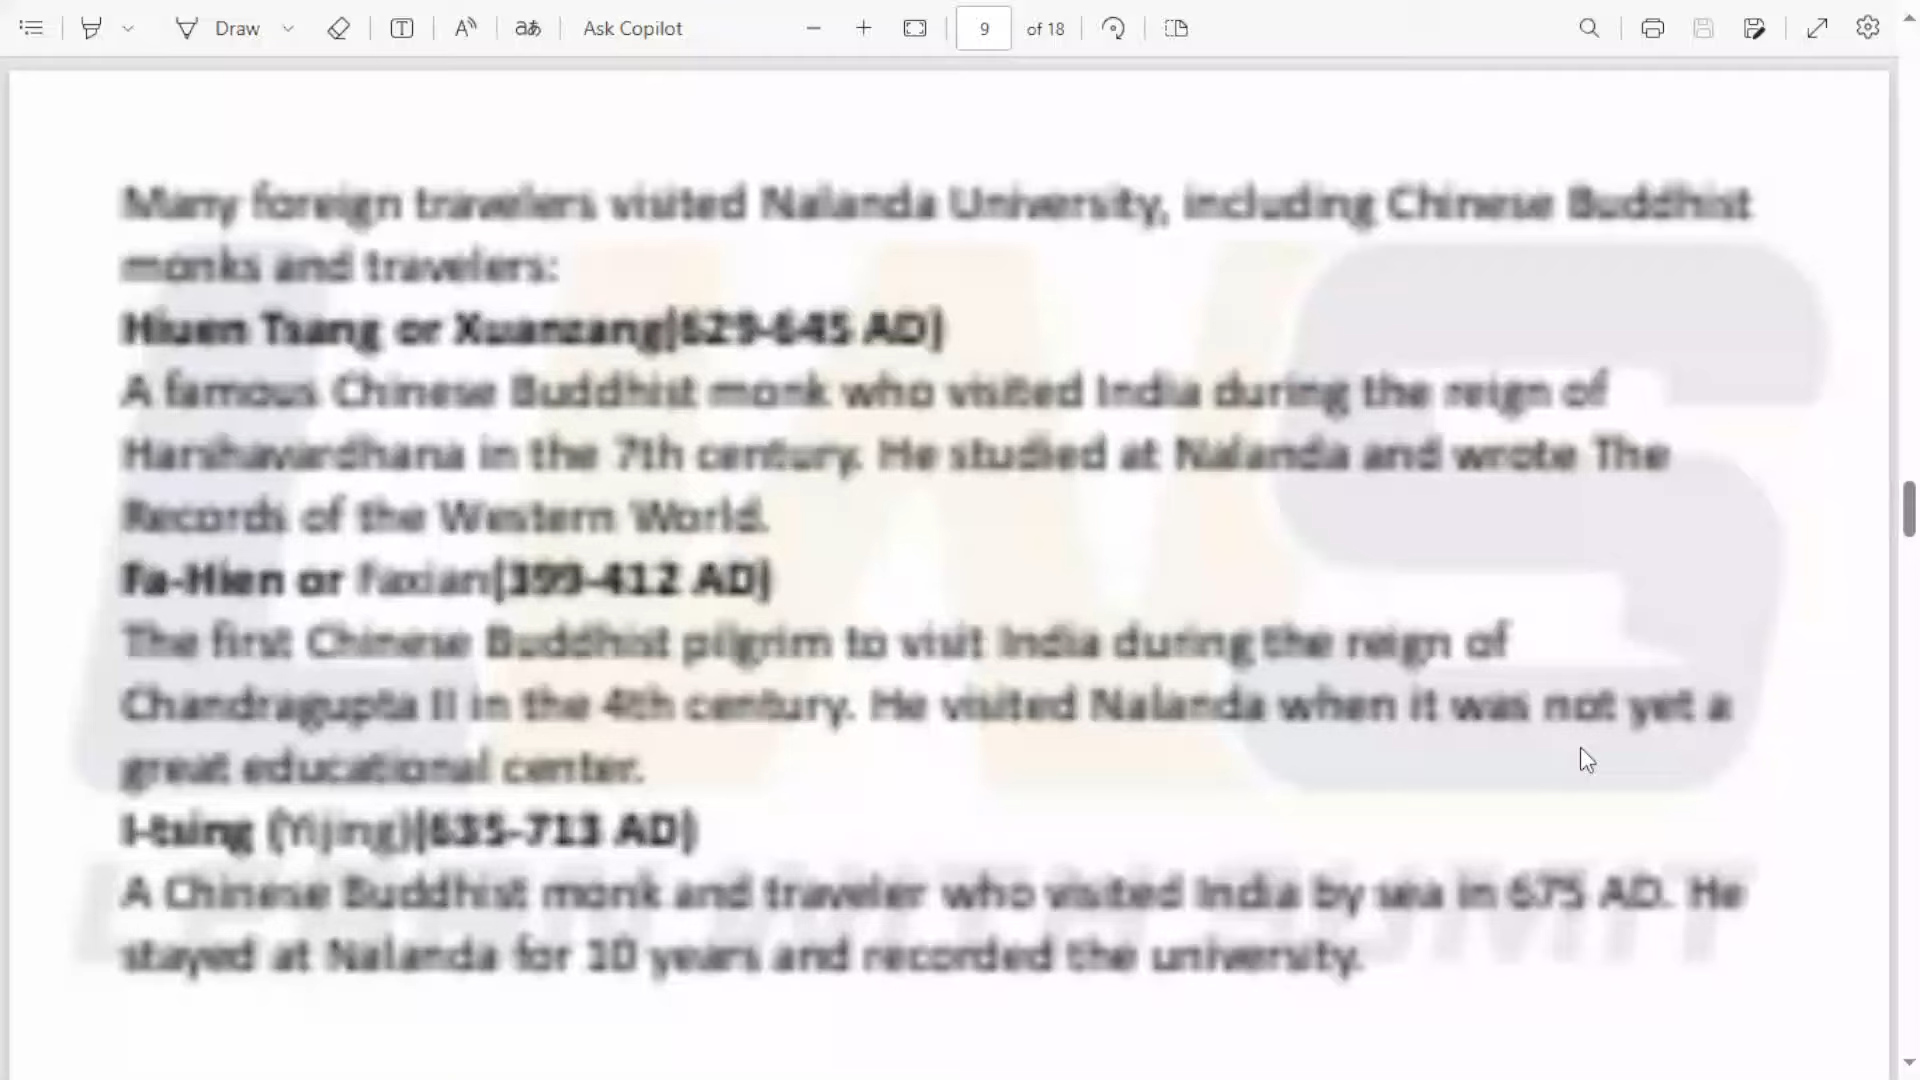 Draw
Ask Copilot
9 of 18
Many foreign travelers visited Nalanda University, including Chinese Buddhist
monks and travelers:
Hiuen Tsang or Xuanzang(629-645 AD)
A famous Chinese Buddhist monk who visited India during the reign of
Harshavardhana in the 7th century. He studied at Nalanda and wrote The
Records of the Western World.
Fa-Hien or Faxian(399-412 AD)
The first Chinese Buddhist pilgrim to visit India during the reign of
Chandragupta II in the 4th century. He visited Nalanda when it was not yet a
great educational center.
I-tsing (Yijing)(635-713 AD)
A Chinese Buddhist monk and traveler who visited India by sea in 675 AD. He
stayed at Nalanda for 10 years and recorded the university.